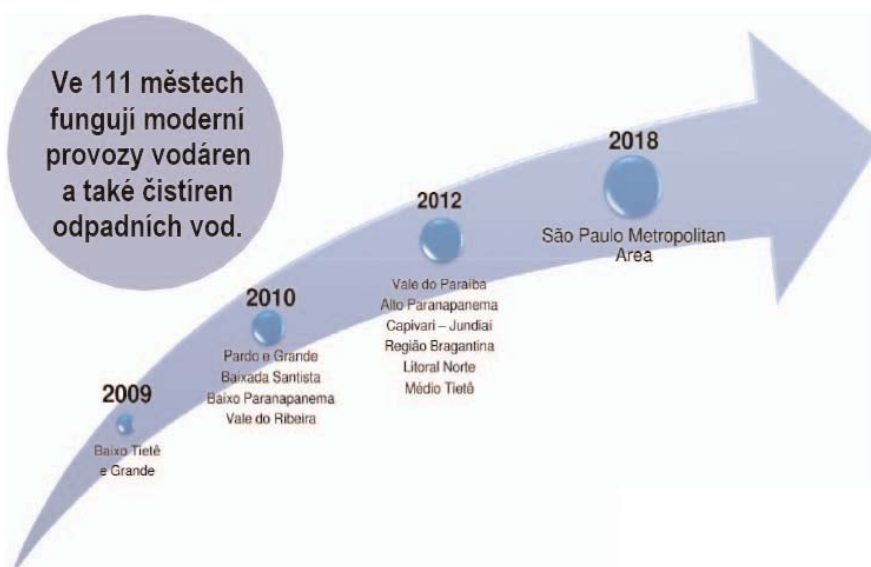 Ve 111 městech
fungují moderní
provozy vodáren
a také čistíren
odpadních vod.
2009
Baixo Tietê
e Grande
2010
Pardo e Grande
Baixada Santista
Baixo Paranapanema
Vale do Ribeira
2012
Vale do Paraíba
Alto Paranapanema
Capivari – Jundiaí
Região Bragantina
Litoral Norte
Médio Tietê
2018
São Paulo Metropolitan
Area